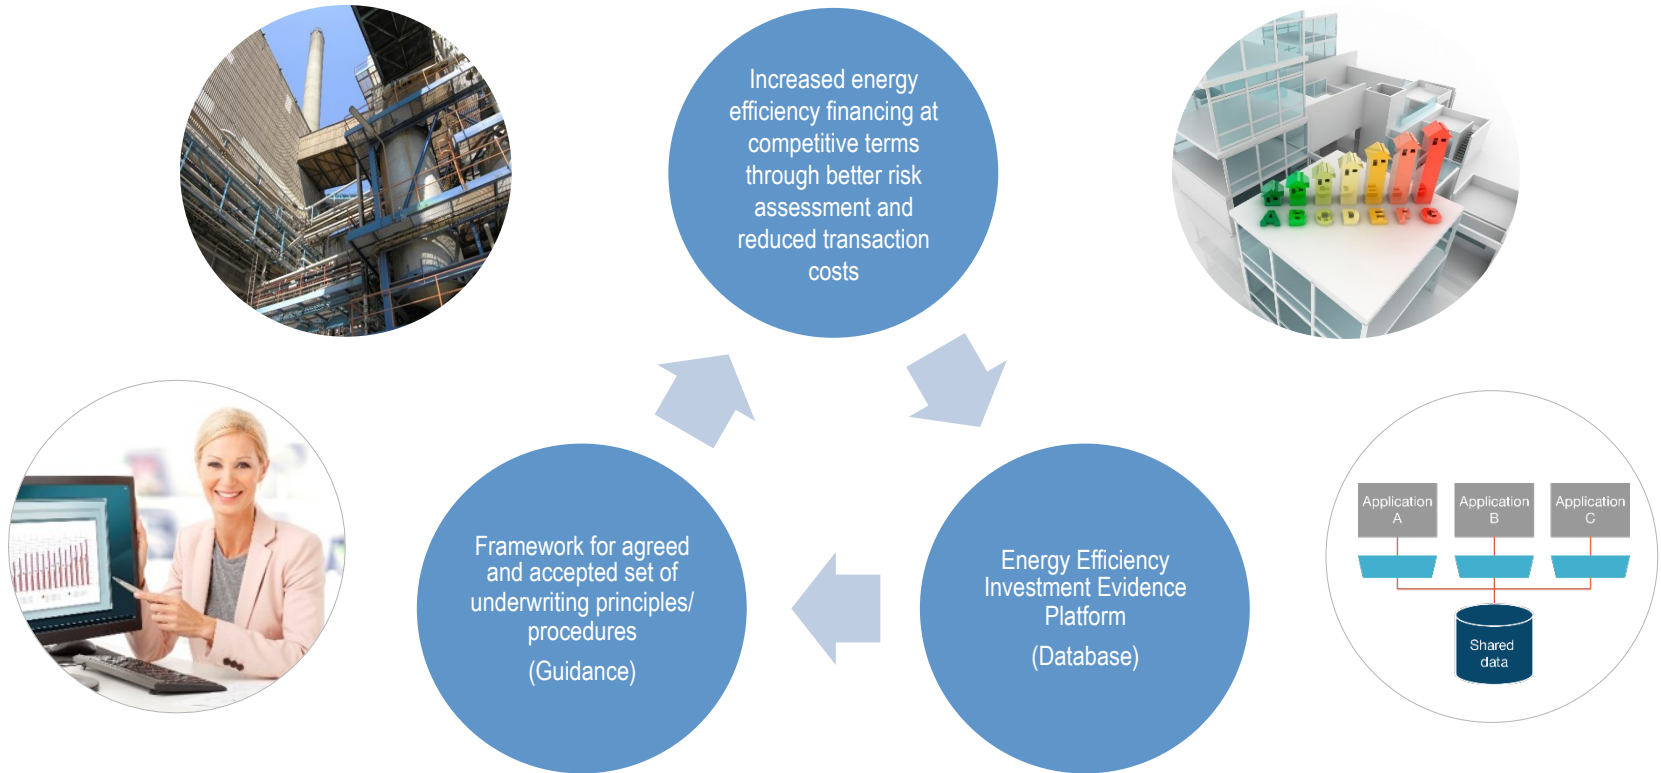 Increased energy
efficiency financing at
competitive terms
through better risk
assessment and
reduced transaction
costs
A B C D E F G
Framework for agreed
and accepted set of
underwriting principles/
procedures
(Guidance)
Energy Efficiency
Investment Evidence
Platform
(Database)
Application
A
Application
B
Application
C
Shared
data